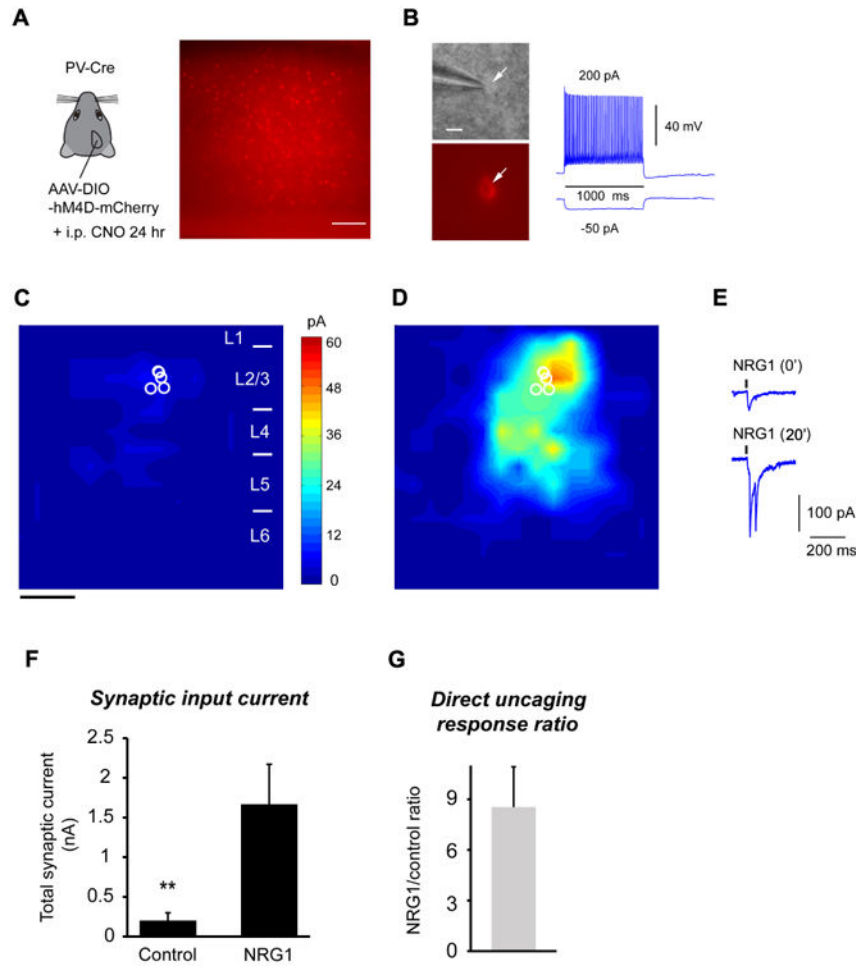 A
PV-Cre
AAV-DIO
-hM4D-mCherry
+ i.p. CNO 24 hr
B
200 pA
40 mV
1000 ms
-50 pA
C
pA
60
48
36
24
12
0
L1
L2/3
L4
L5
L6
D
E
NRG1 (0')
NRG1 (20')
100 pA
200 ms
F
Synaptic input current
Total synaptic current
(nA)
2.5
2
1.5
1
0.5
0
**
Control
NRG1
G
Direct uncaging
response ratio
NRG1/control ratio
9
6
3
0